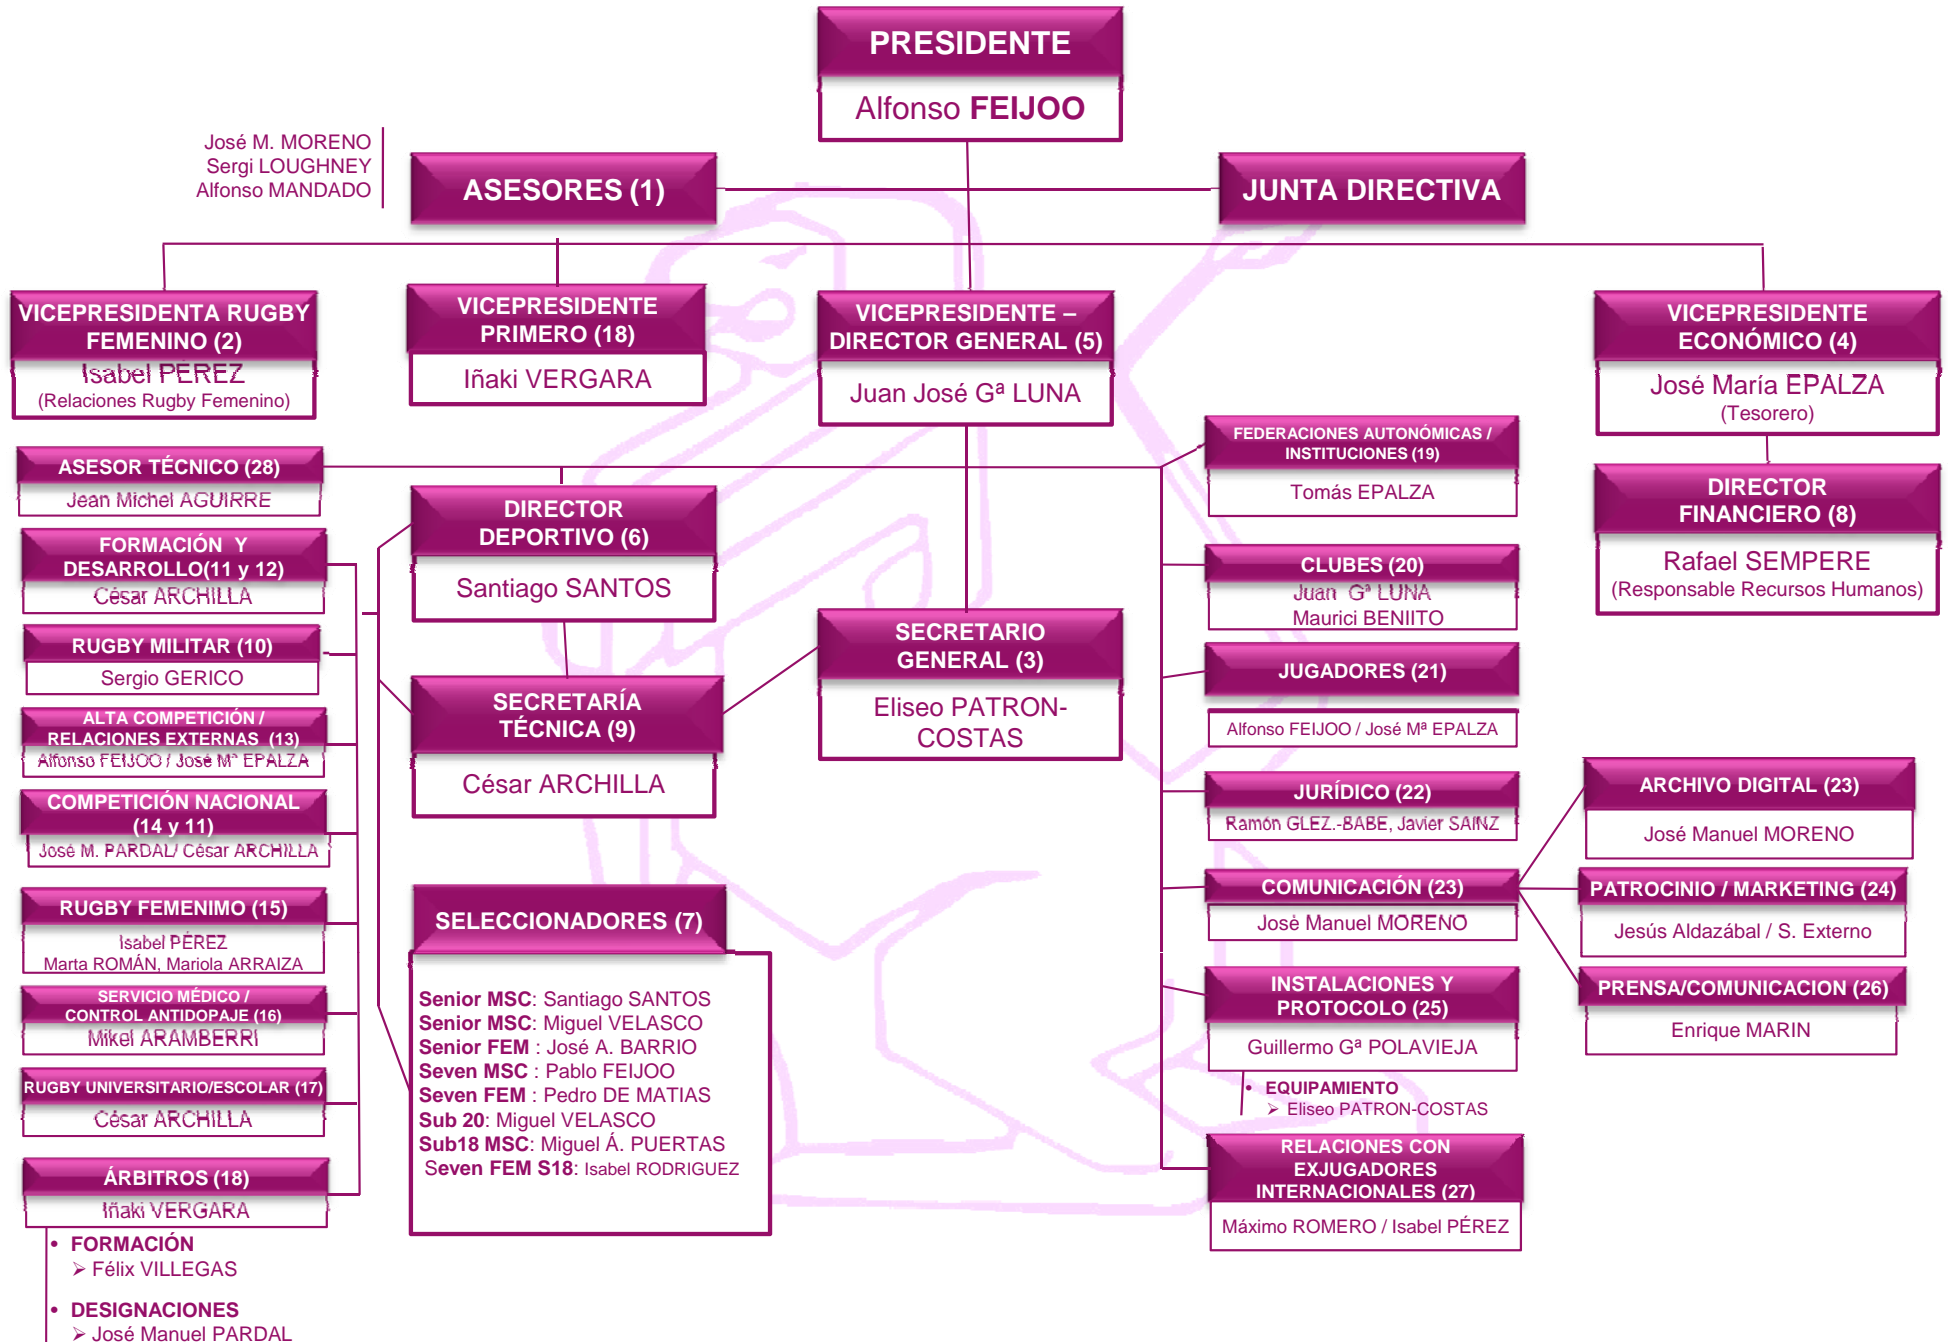 PRESIDENTE
Alfonso FEIJOO
José M. MORENO
Sergi LOUGHNEY
Alfonso MANDADO
ASESORES (1)
JUNTA DIRECTIVA
VICEPRESIDENTA RUGBY
FEMENINO (2)
Isabel PÉREZ
(Relaciones Rugby Femenino)
VICEPRESIDENTE
PRIMERO (18)
Iñaki VERGARA
VICEPRESIDENTE –
DIRECTOR GENERAL (5)
Juan José Gª LUNA
VICEPRESIDENTE
ECONÓMICO (4)
José María EPALZA
(Tesorero)
DIRECTOR
FINANCIERO (8)
Rafael SEMPERE
(Responsable Recursos Humanos)
ASESOR TÉCNICO (28)
Jean Michel AGUIRRE
FORMACIÓN Y
DESARROLLO(11 y 12)
César ARCHILLA
RUGBY MILITAR (10)
Sergio GERICO
ALTA COMPETICIÓN /
RELACIONES EXTERNAS (13)
Alfonso FEIJOO / José Mª EPALZA
COMPETICIÓN NACIONAL
(14 y 11)
José M. PARDAL/ César ARCHILLA
RUGBY FEMENIMO (15)
Isabel PÉREZ
Marta ROMÁN, Mariola ARRAIZA
SERVICIO MÉDICO /
CONTROL ANTIDOPAJE (16)
Mikel ARAMBERRI
RUGBY UNIVERSITARIO/ESCOLAR (17)
César ARCHILLA
ÁRBITROS (18)
Iñaki VERGARA
• FORMACIÓN
➢ Félix VILLEGAS
• DESIGNACIONES
➢ José Manuel PARDAL
DIRECTOR
DEPORTIVO (6)
Santiago SANTOS
SECRETARÍA
TÉCNICA (9)
César ARCHILLA
SECRETARIO
GENERAL (3)
Eliseo PATRON-
COSTAS
SELECCIONADORES (7)
Senior MSC: Santiago SANTOS
Senior MSC: Miguel VELASCO
Senior FEM : José A. BARRIO
Seven MSC : Pablo FEIJOO
Seven FEM : Pedro DE MATIAS
Sub 20: Miguel VELASCO
Sub18 MSC: Miguel Á. PUERTAS
Seven FEM S18: Isabel RODRIGUEZ
FEDERACIONES AUTONÓMICAS /
INSTITUCIONES (19)
Tomás EPALZA
CLUBES (20)
Juan Gª LUNA
Maurici BENIITO
JUGADORES (21)
Alfonso FEIJOO / José Mª EPALZA
JURÍDICO (22)
Ramón GLEZ.-BABE, Javier SAINZ
COMUNICACIÓN (23)
José Manuel MORENO
INSTALACIONES Y
PROTOCOLO (25)
Guillermo Gª POLAVIEJA
• EQUIPAMIENTO
➢ Eliseo PATRON-COSTAS
RELACIONES CON
EXJUGADORES
INTERNACIONALES (27)
Máximo ROMERO / Isabel PÉREZ
ARCHIVO DIGITAL (23)
José Manuel MORENO
PATROCINIO / MARKETING (24)
Jesús Aldazábal / S. Externo
PRENSA/COMUNICACION (26)
Enrique MARIN